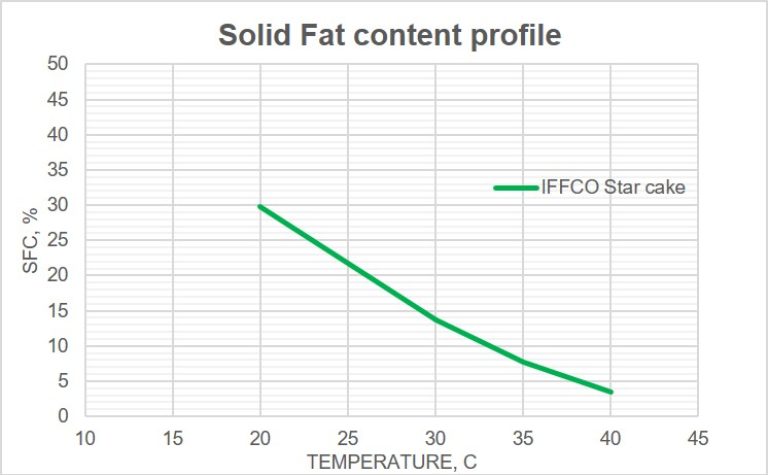 Solid Fat content profile
50
45
40
35
30
25
20
15
10
5
0
SFC, %
IFFCO Star cake
10 15 20 25 30 35 40 45
TEMPERATURE, C